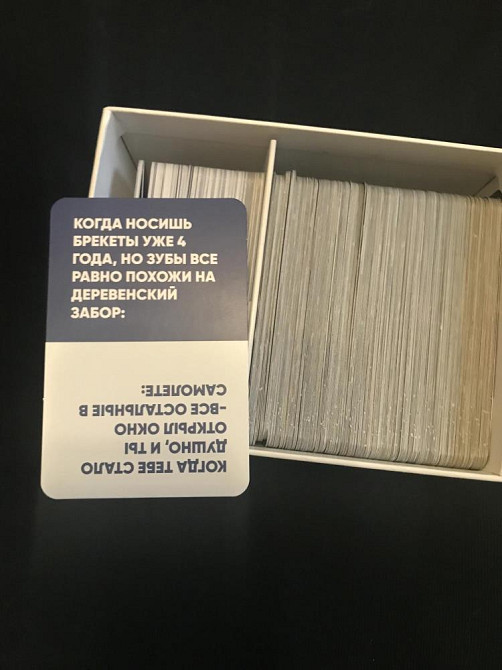 КОГДА НОСИШЬ
БРЕКЕТЫ УЖЕ 4
ГОДА, НО ЗУБЫ ВСЕ
РАВНО ПОХОЖИ НА
ДЕРЕВЕНСКИЙ
ЗАБОР:
КОГДА ТЕБЕ СТАЛО
ДУШНО, И ТЫ
ОТКРЫЛ ОКНО
-ВСЕ ОСТАЛЬНЫЕ В
САМОЛЕТЕ: